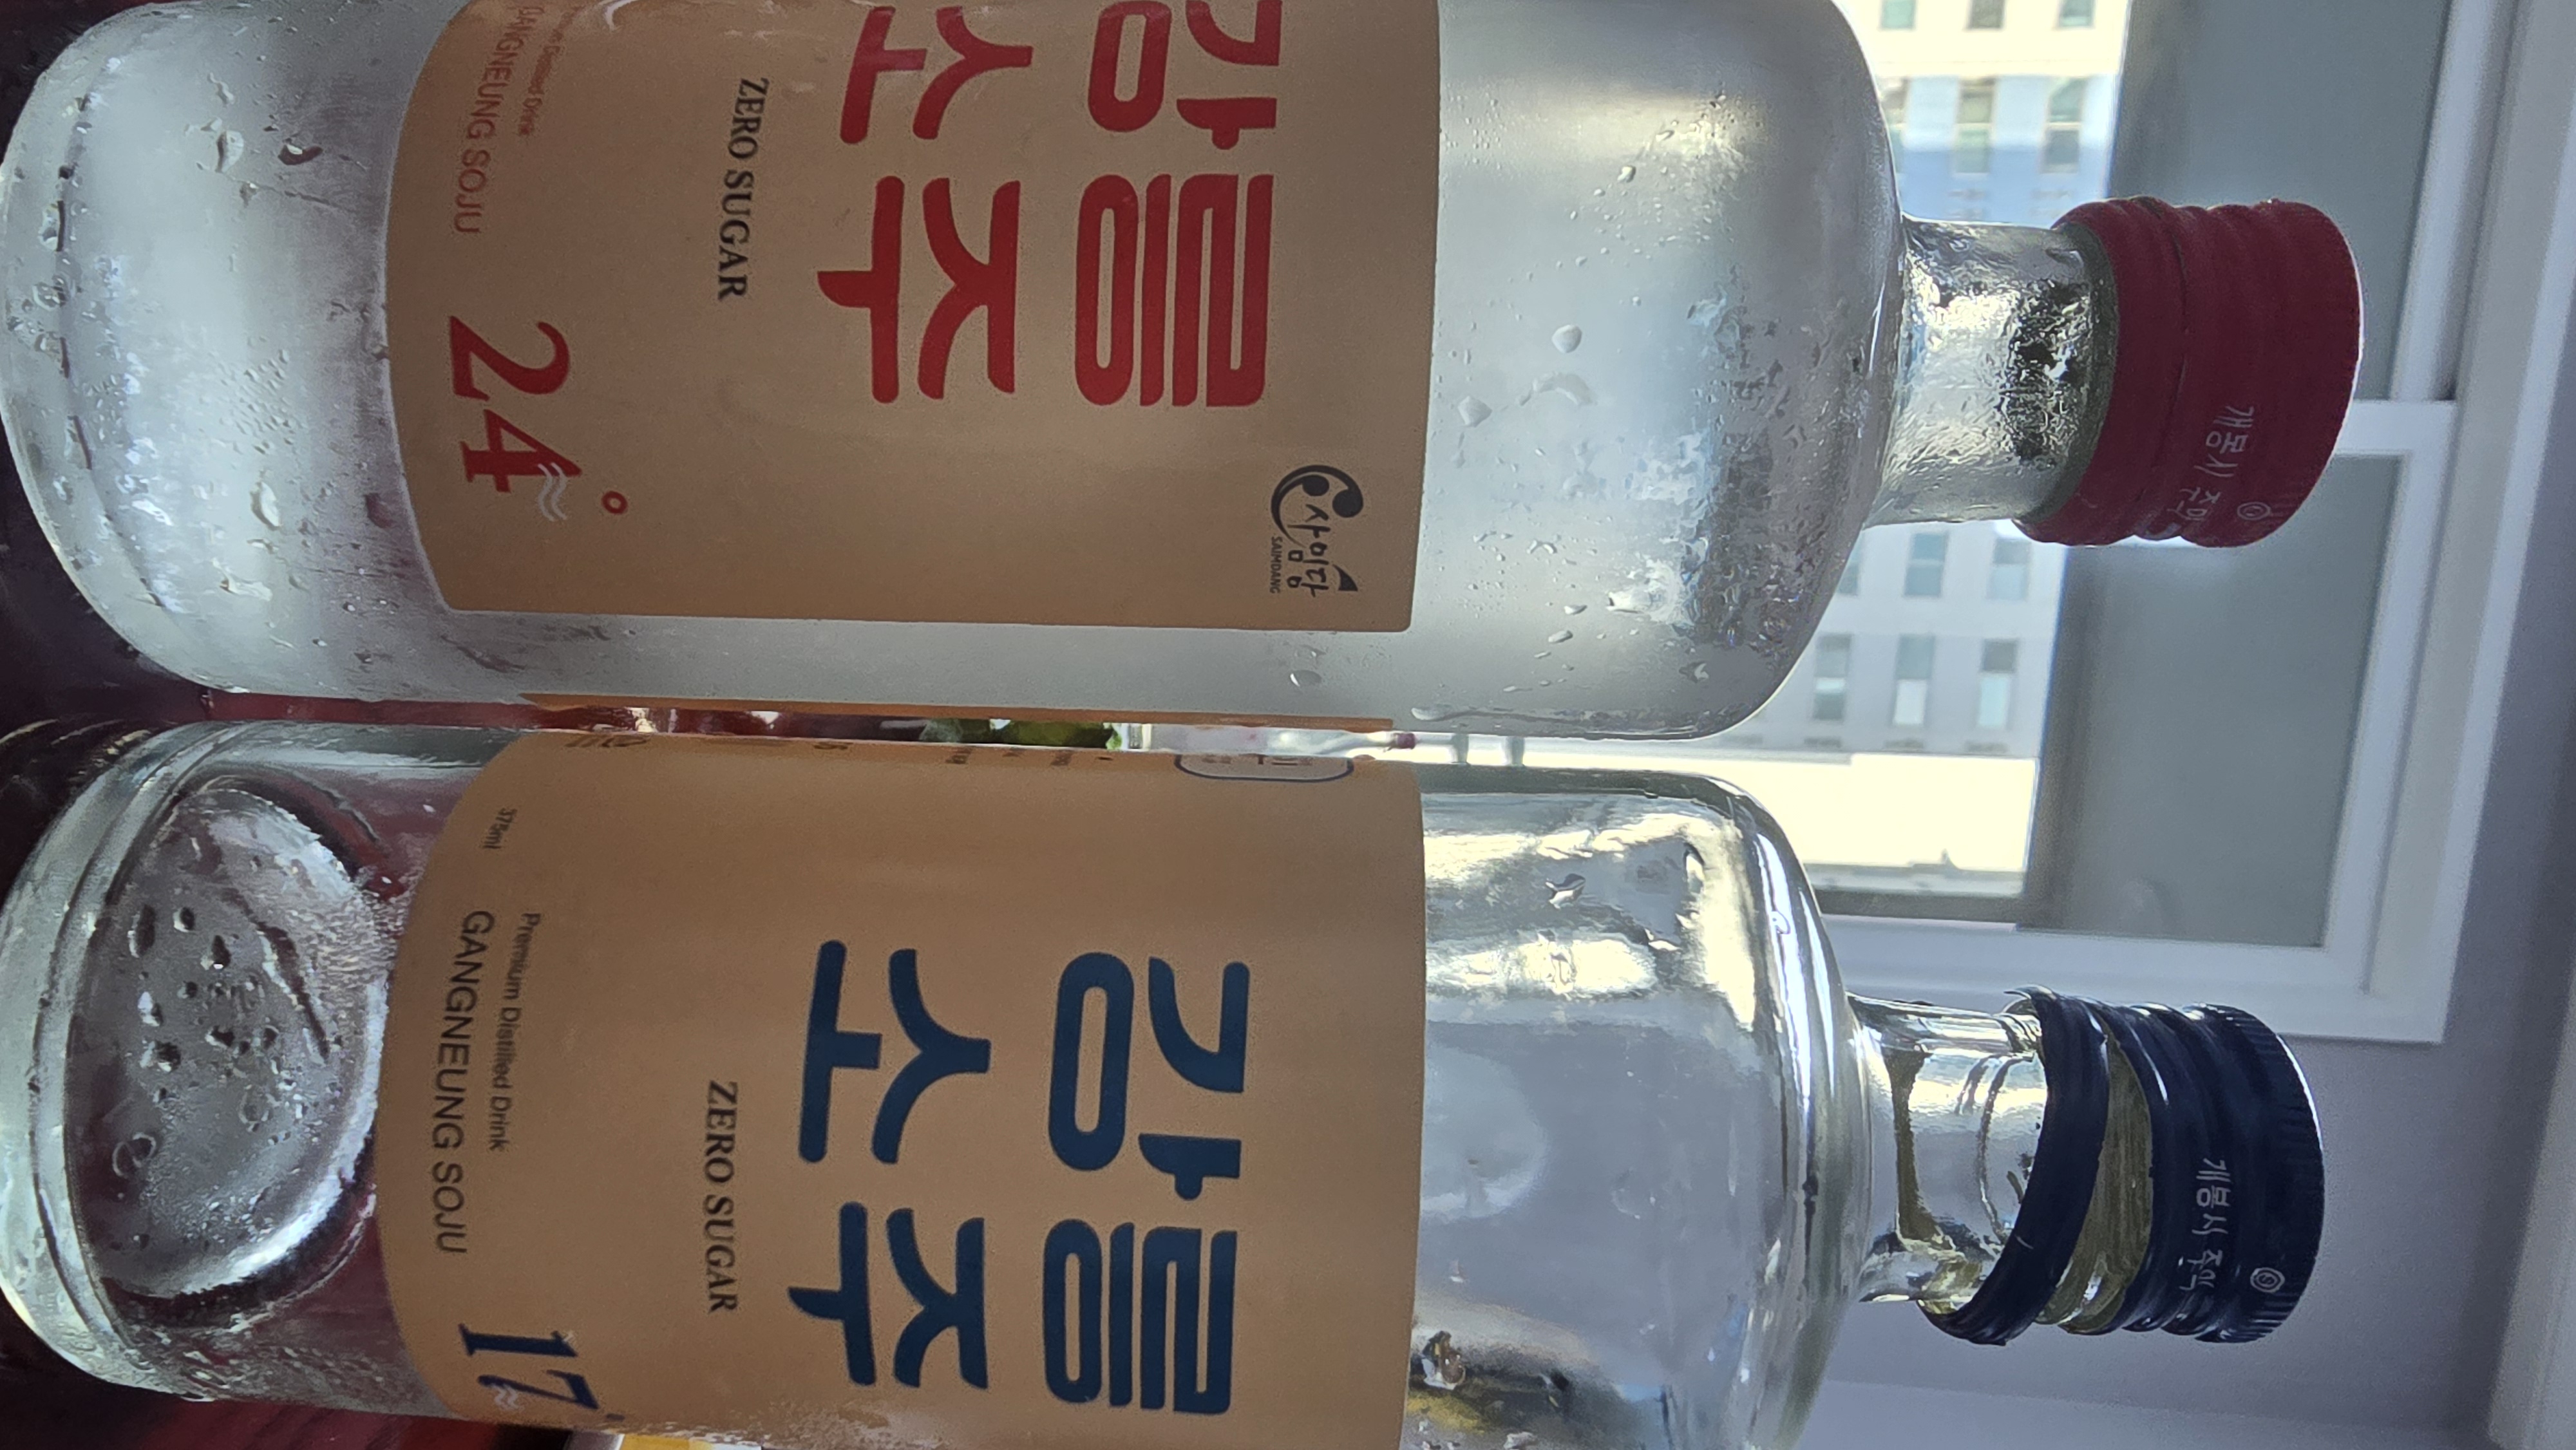 개봉시 주의
사임당
SAIMDANG
강릉
소주
ZERO SUGAR
Premium Distilled Drink
GANGNEUNG SOJU
24°
개봉시 주의
강릉
소주
ZERO SUGAR
Premium Distilled Drink
375ml GANGNEUNG SOJU
17°